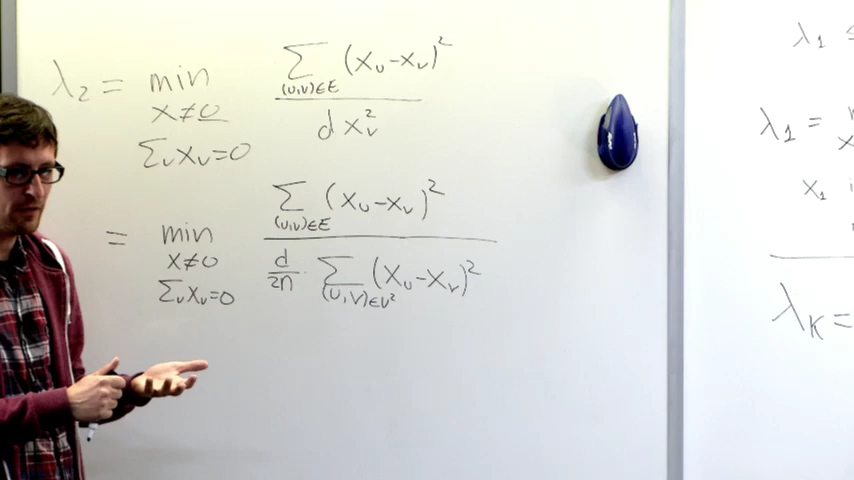 λ₂ = min ∑_{(u,v)∈E} (x_u-x_v)² / d x_v²
x≠0
∑_v x_v=0
= min ∑_{(u,v)∈E} (x_u-x_v)² / d/2n · ∑_{(u,v)∈V²} (x_u-x_v)²
x≠0
∑_v x_v=0
λ₁ ≤
λ₁ =
x₁ i
λ_K =